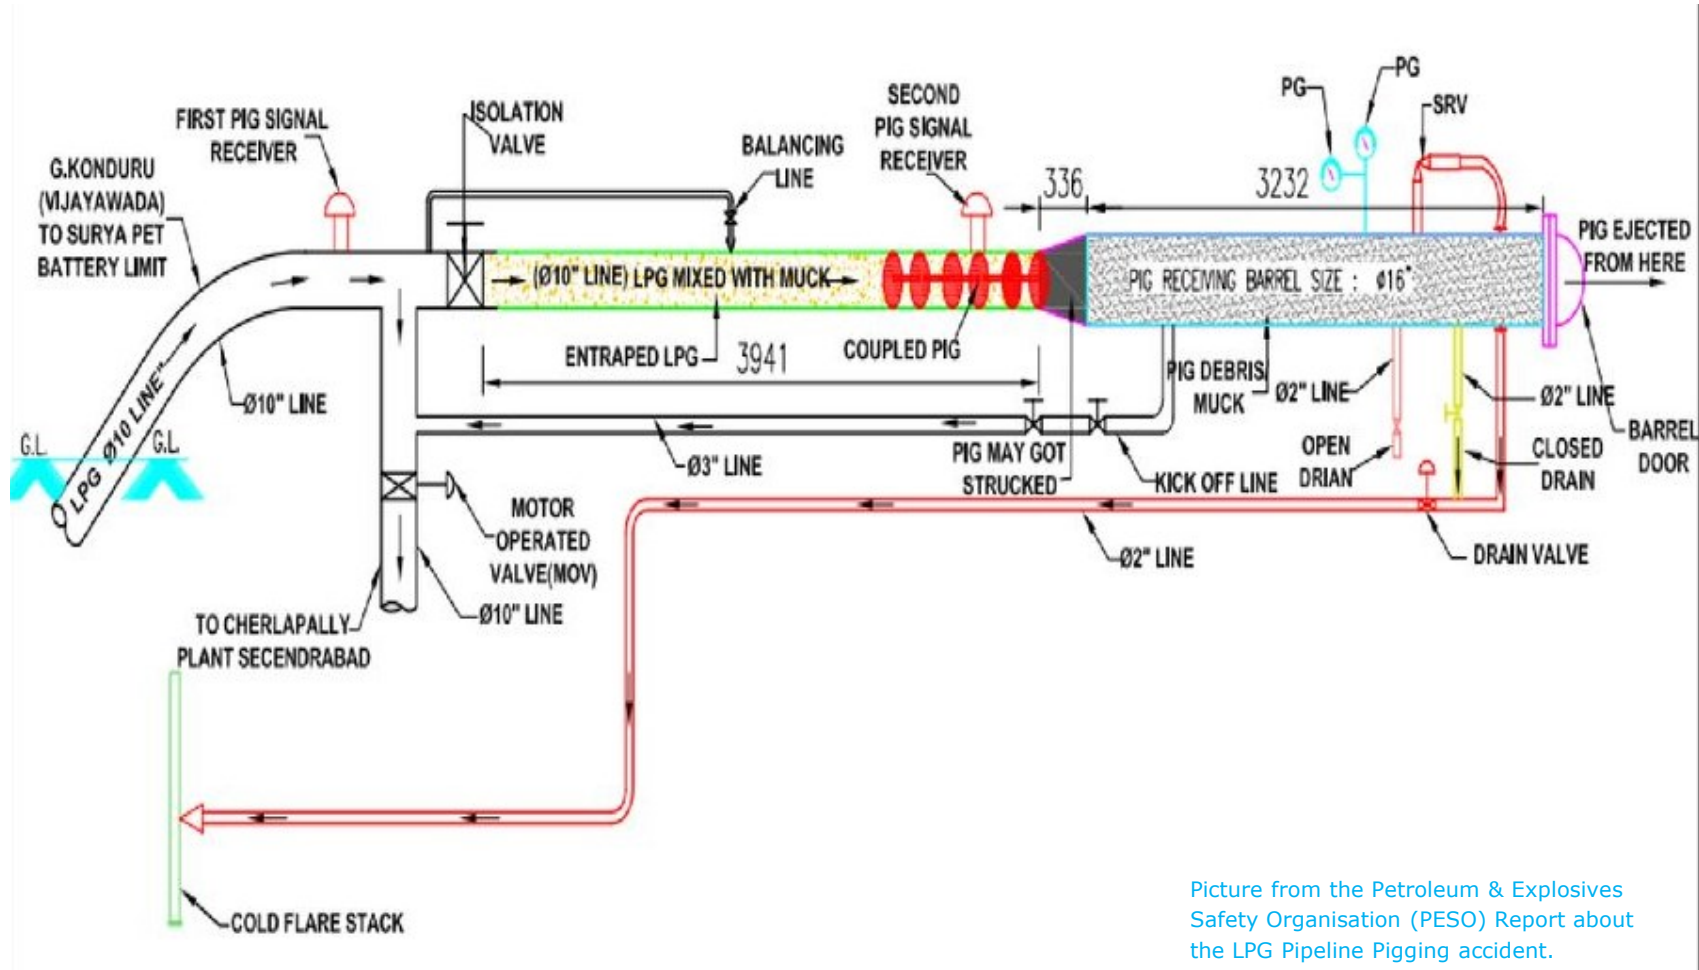 FIRST PIG SIGNAL
RECEIVER
ISOLATION
VALVE
SECOND
PIG SIGNAL
RECEIVER
BALANCING
LINE
PG
PG
SRV
G.KONDURU
(VIJAYAWADA)
TO SURYA PET
BATTERY LIMIT
336
3232
PIG EJECTED
FROM HERE
(Ø10" LINE) LPG MIXED WITH MUCK
PIG RECEIVING BARREL SIZE : ø16"
ENTRAPED LPG
3941
COUPLED PIG
PIG DEBRIS
MUCK
Ø2" LINE
Ø2" LINE
Ø10" LINE
LPG Ø10 LINE"
G.L.
G.L.
BARREL
DOOR
Ø3" LINE
PIG MAY GOT
STRUCKED
KICK OFF LINE
OPEN
DRIAN
CLOSED
DRAIN
MOTOR
OPERATED
VALVE(MOV)
Ø2" LINE
DRAIN VALVE
Ø10" LINE
TO CHERLAPALLY
PLANT SECENDRABAD
COLD FLARE STACK
Picture from the Petroleum & Explosives
Safety Organisation (PESO) Report about
the LPG Pipeline Pigging accident.